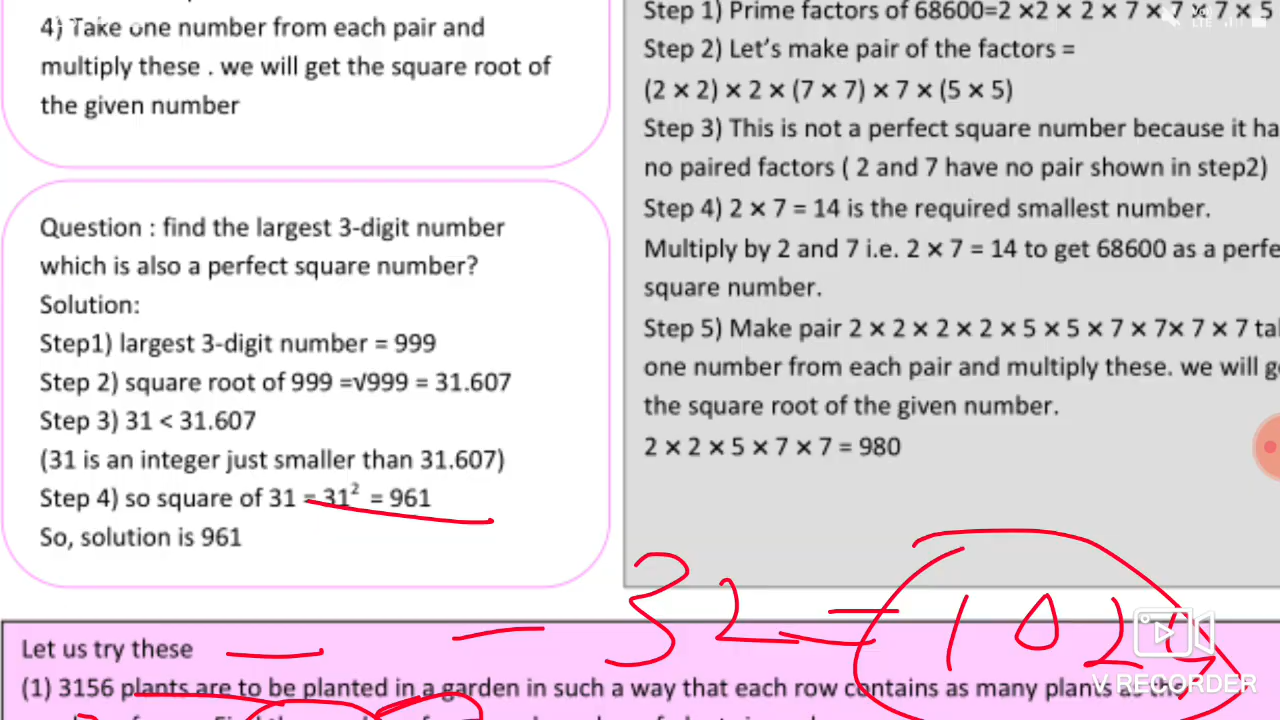 4) Take one number from each pair and
multiply these . we will get the square root of
the given number
Question : find the largest 3-digit number
which is also a perfect square number?
Solution:
Step1) largest 3-digit number = 999
Step 2) square root of 999 =√999 = 31.607
Step 3) 31 < 31.607
(31 is an integer just smaller than 31.607)
Step 4) so square of 31 = 31² = 961
So, solution is 961
Step 1) Prime factors of 68600=2 ×2 × 2 × 7 × 7 × 7 × 5
Step 2) Let's make pair of the factors =
(2 × 2) × 2 × (7 × 7) × 7 × (5 × 5)
Step 3) This is not a perfect square number because it ha
no paired factors ( 2 and 7 have no pair shown in step2)
Step 4) 2 × 7 = 14 is the required smallest number.
Multiply by 2 and 7 i.e. 2 × 7 = 14 to get 68600 as a perfe
square number.
Step 5) Make pair 2 × 2 × 2 × 2 × 5 × 5 × 7 × 7× 7 × 7 ta
one number from each pair and multiply these. we will g
the square root of the given number.
2 × 2 × 5 × 7 × 7 = 980
32 = 1024
Let us try these
(1) 3156 plants are to be planted in a garden in such a way that each row contains as many plants as the
V RECORDER